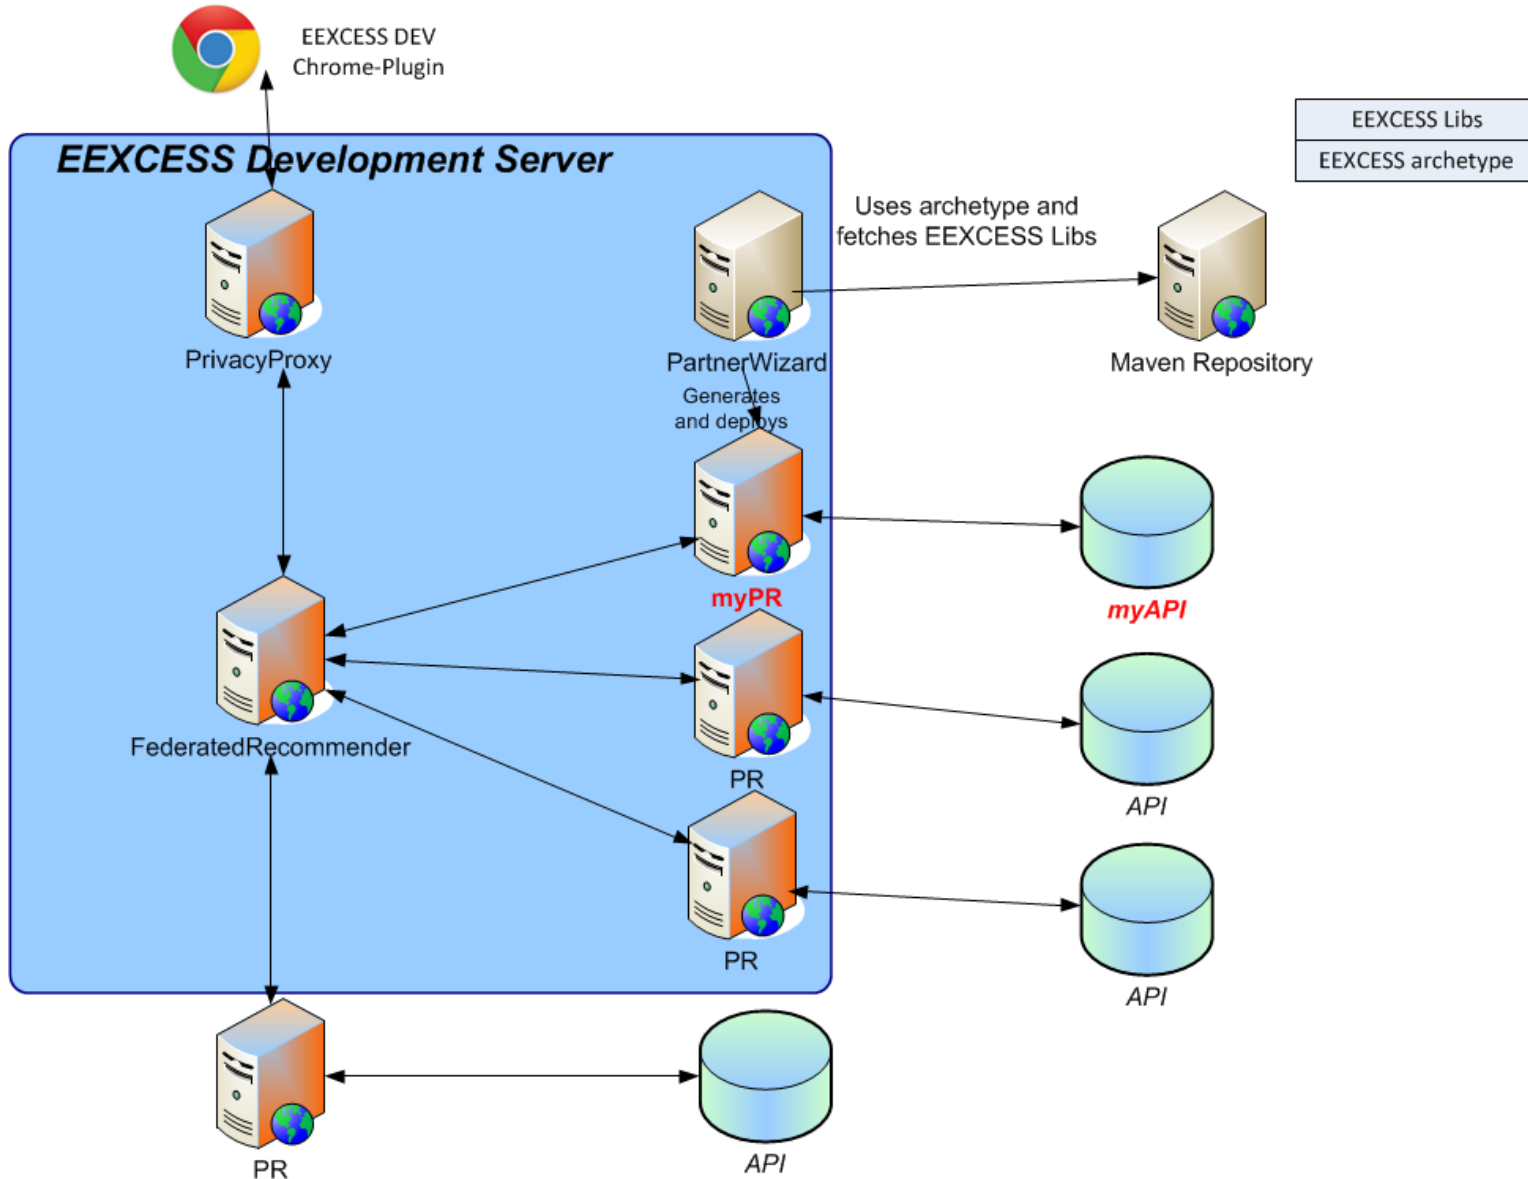 EEXCESS DEV
Chrome-Plugin
EEXCESS Libs
EEXCESS archetype
EEXCESS Development Server
Uses archetype and
fetches EEXCESS Libs
PrivacyProxy
PartnerWizard
Maven Repository
Generates
and deploys
myPR
myAPI
FederatedRecommender
PR
API
PR
API
PR
API